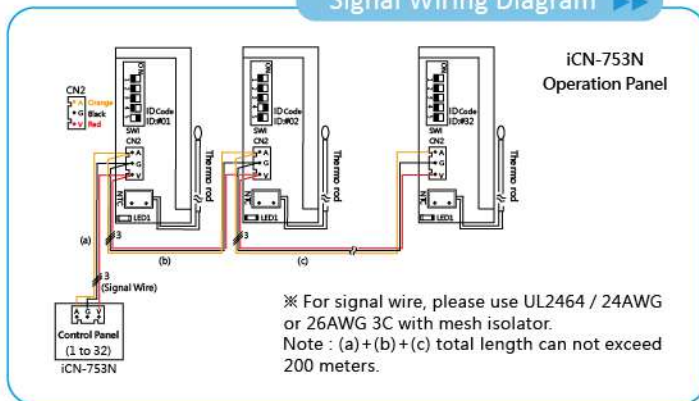 Signal Wiring Diagram
iCN-753N
Operation Panel
CN2
A Orange
G Black
V Red
ON
ID Code
ID:#01
SW1
CN2
A
G
V
NTC
LED1
Thermo rod
ON
ID Code
ID:#02
SW1
CN2
A
G
V
NTC
LED1
Thermo rod
ON
ID Code
ID:#32
SW1
CN2
A
G
V
NTC
LED1
Thermo rod
3
3
(a)
(b)
(c)
3
(Signal Wire)
A G V
Control Panel
(1 to 32)
iCN-753N
※ For signal wire, please use UL2464 / 24AWG
or 26AWG 3C with mesh isolator.
Note : (a)+(b)+(c) total length can not exceed
200 meters.